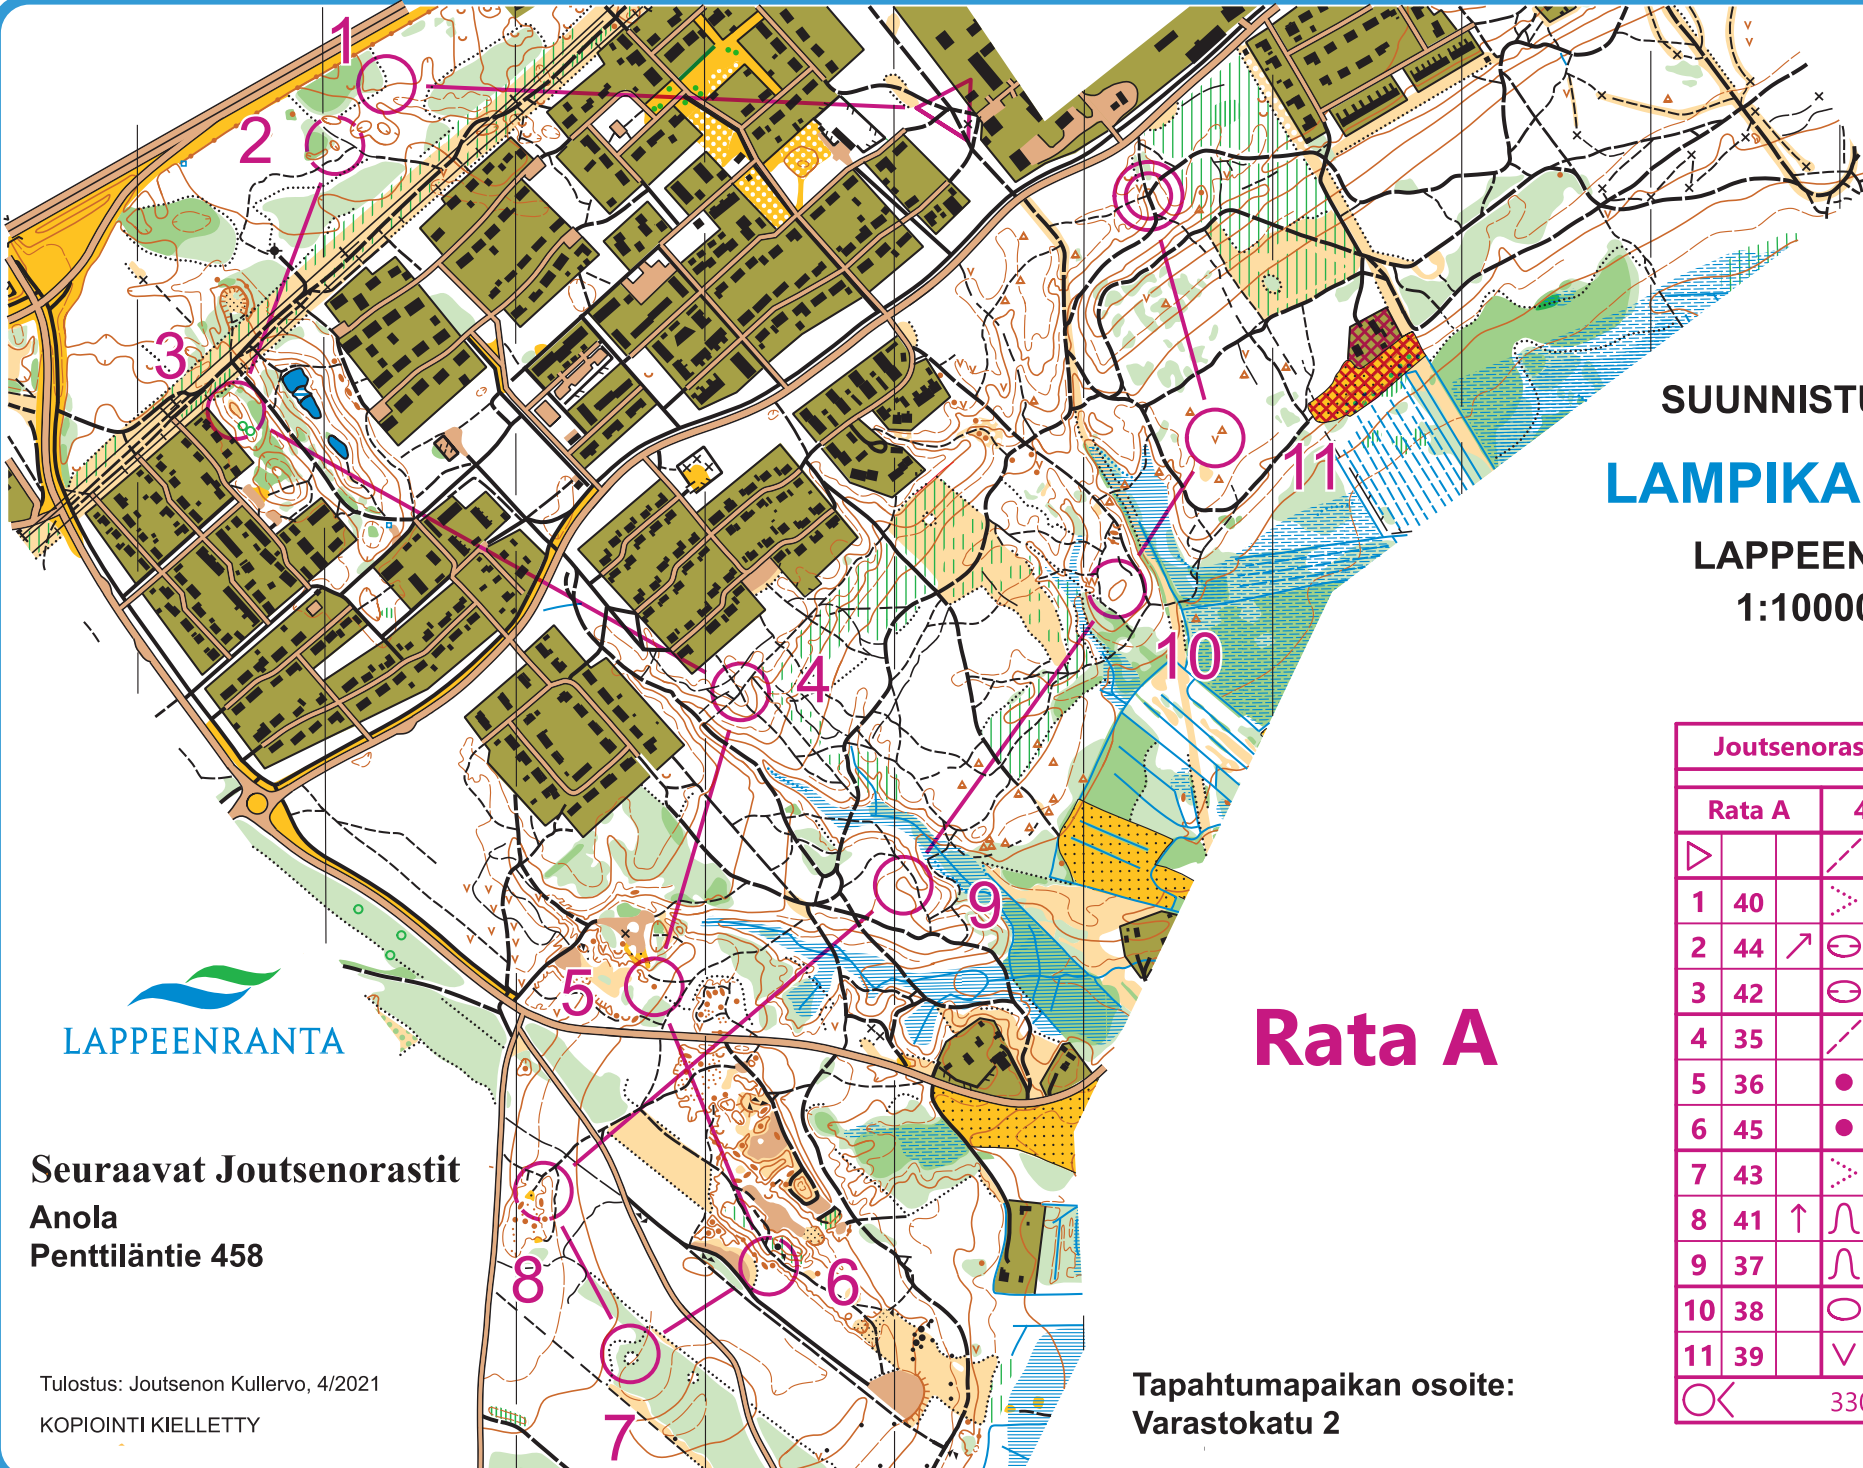 1
2
3
4
5
6
7
8
9
10
11
SUUNNISTU
LAMPIKA
LAPPEEN
1:10000
LAPPEENRANTA
Rata A
Seuraavat Joutsenorastit
Anola
Penttiläntie 458
Tulostus: Joutsenon Kullervo, 4/2021
KOPIOINTI KIELLETTY
Tapahtumapaikan osoite:
Varastokatu 2
Joutsenoras
Rata A 4
1 40
2 44
3 42
4 35
5 36
6 45
7 43
8 41
9 37
10 38
11 39
330